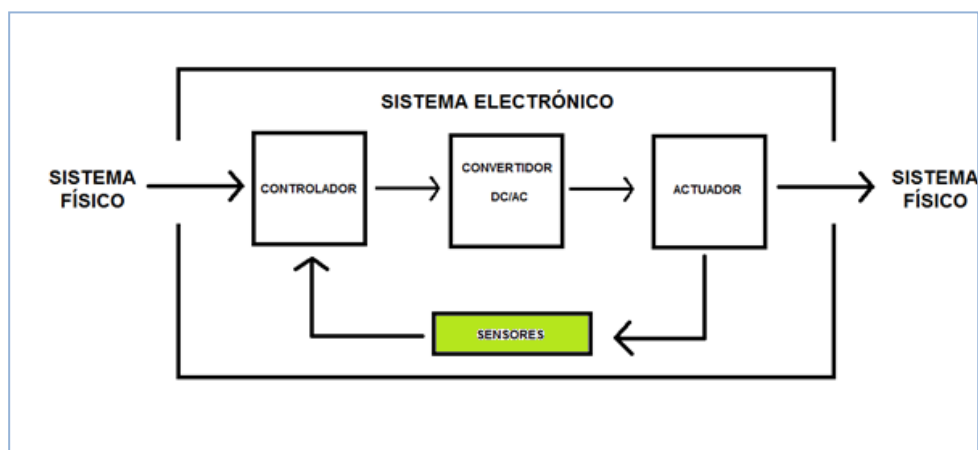 SISTEMA ELECTRÓNICO
SISTEMA
FÍSICO
CONTROLADOR
CONVERTIDOR
DC/AC
ACTUADOR
SISTEMA
FÍSICO
SENSORES